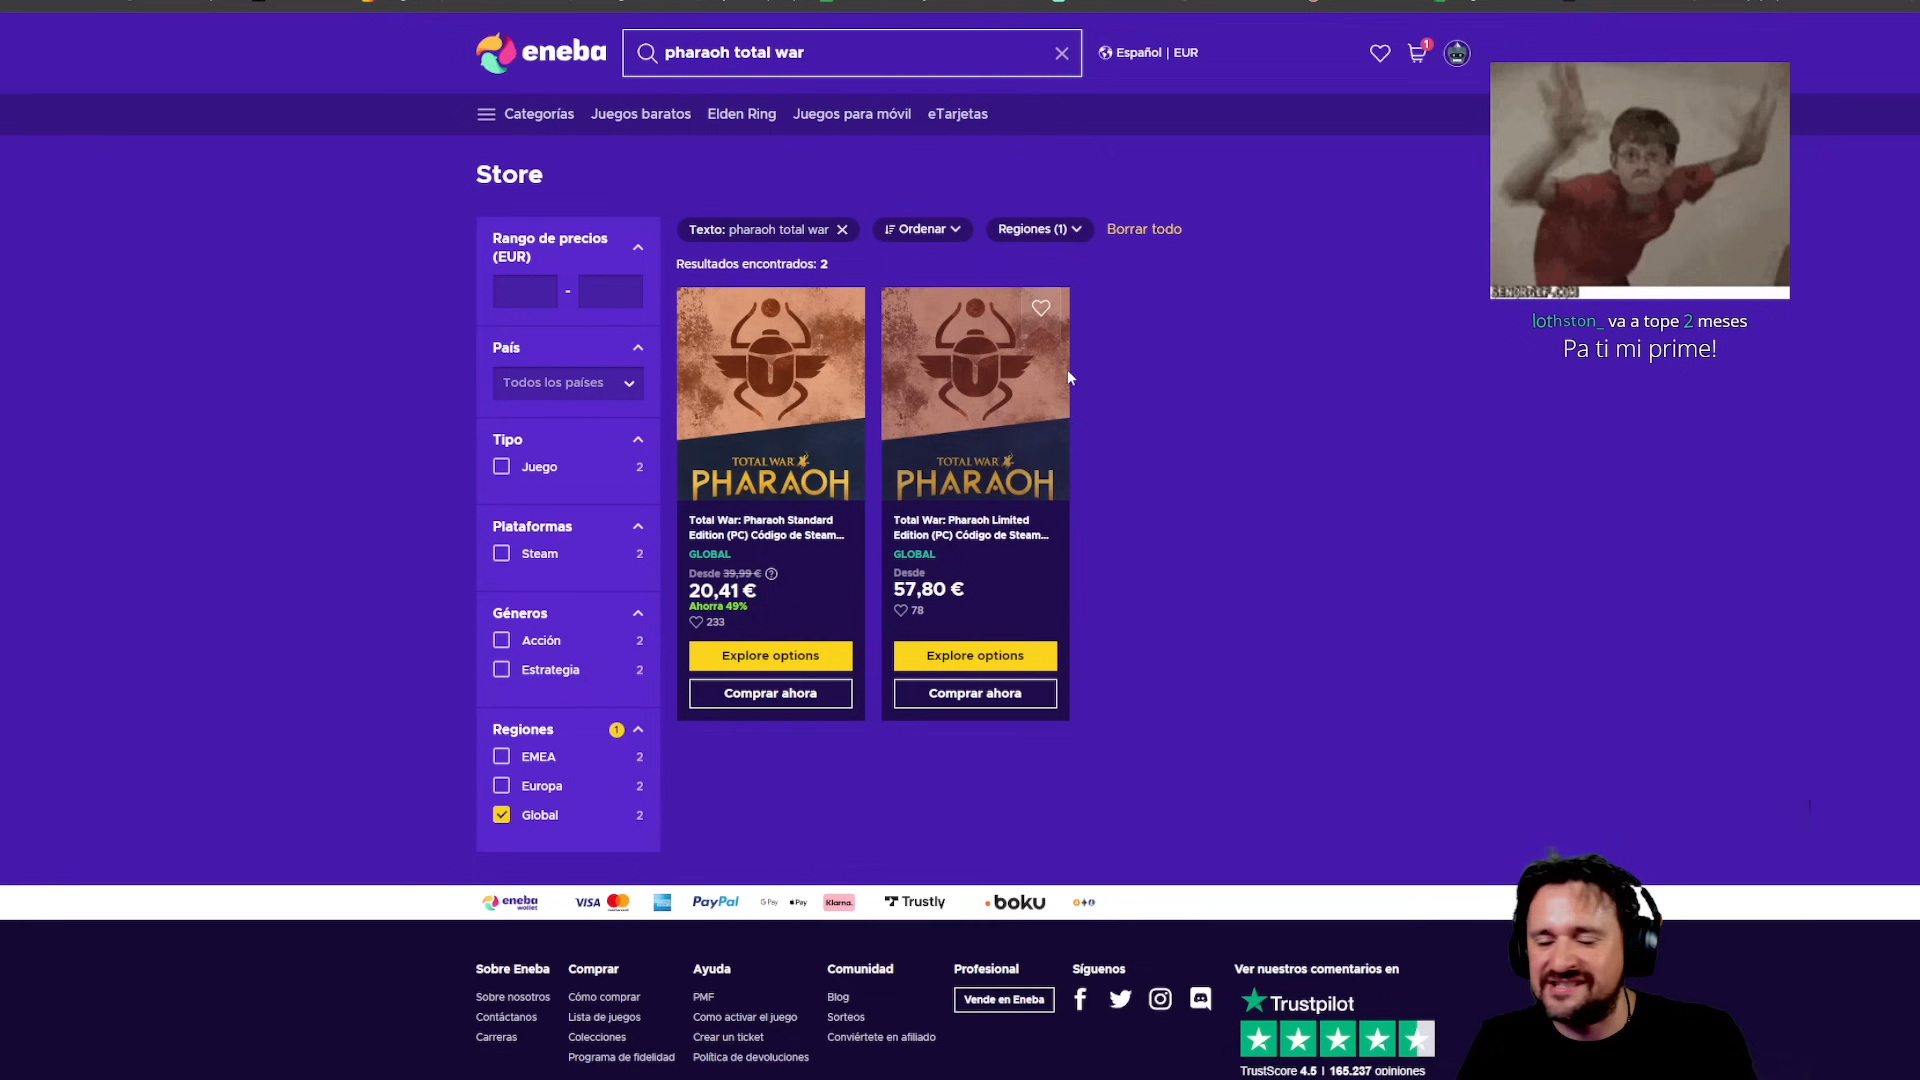 eneba
pharaoh total war
Español | EUR
1
Categorías
Juegos baratos
Elden Ring
Juegos para móvil
eTarjetas
SENORGIF.COM
lothston_ va a tope 2 meses
Pa ti mi prime!
Store
Rango de precios
(EUR)
-
País
Todos los países
Tipo
Juego 2
Plataformas
Steam 2
Géneros
Acción 2
Estrategia 2
Regiones 1
EMEA 2
Europa 2
Global 2
Texto: pharaoh total war
Ordenar
Regiones (1)
Borrar todo
Resultados encontrados: 2
TOTAL WAR
PHARAOH
Total War: Pharaoh Standard
Edition (PC) Código de Steam...
GLOBAL
Desde 39,99 €
20,41 €
Ahorra 49%
233
Explore options
Comprar ahora
TOTAL WAR
PHARAOH
Total War: Pharaoh Limited
Edition (PC) Código de Steam...
GLOBAL
Desde
57,80 €
78
Explore options
Comprar ahora
eneba
wallet
VISA
PayPal
G Pay
Pay
Klarna.
Trustly
boku
Sobre Eneba
Sobre nosotros
Contáctanos
Carreras
Comprar
Cómo comprar
Lista de juegos
Colecciones
Programa de fidelidad
Ayuda
PMF
Como activar el juego
Crear un ticket
Política de devoluciones
Comunidad
Blog
Sorteos
Conviértete en afiliado
Profesional
Vende en Eneba
Síguenos
Ver nuestros comentarios en
Trustpilot
TrustScore 4.5 | 165.237 opiniones